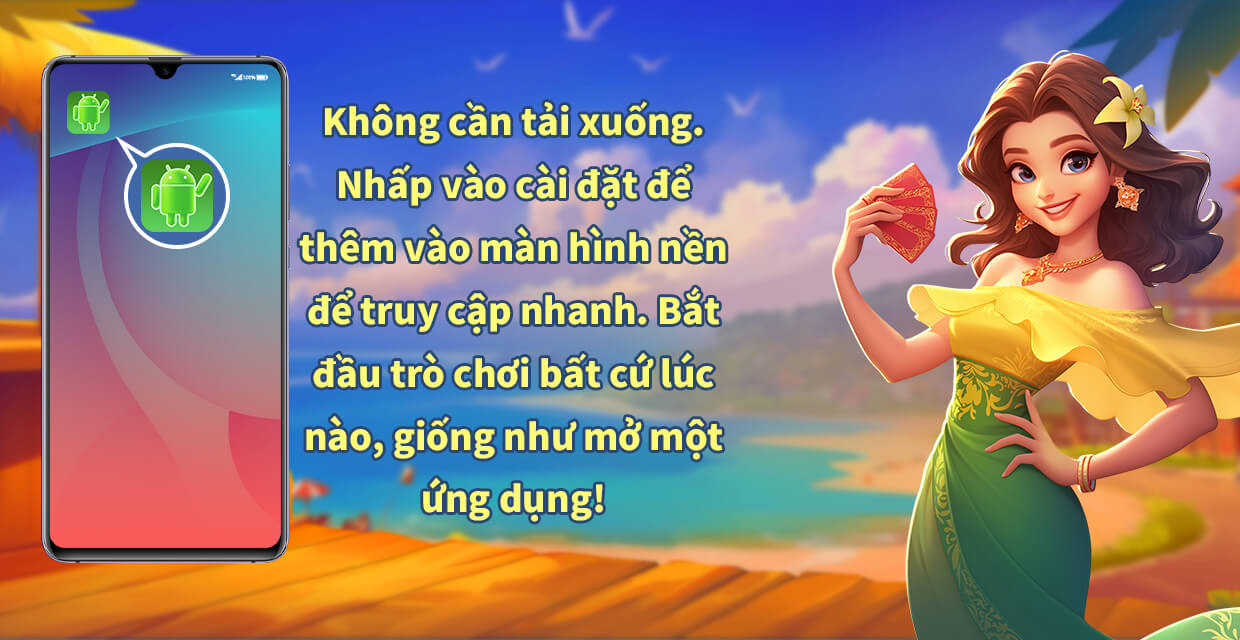 100%
Không cần tải xuống.
Nhấp vào cài đặt để
thêm vào màn hình nền
để truy cập nhanh. Bắt
đầu trò chơi bất cứ lúc
nào, giống như mở một
ứng dụng!